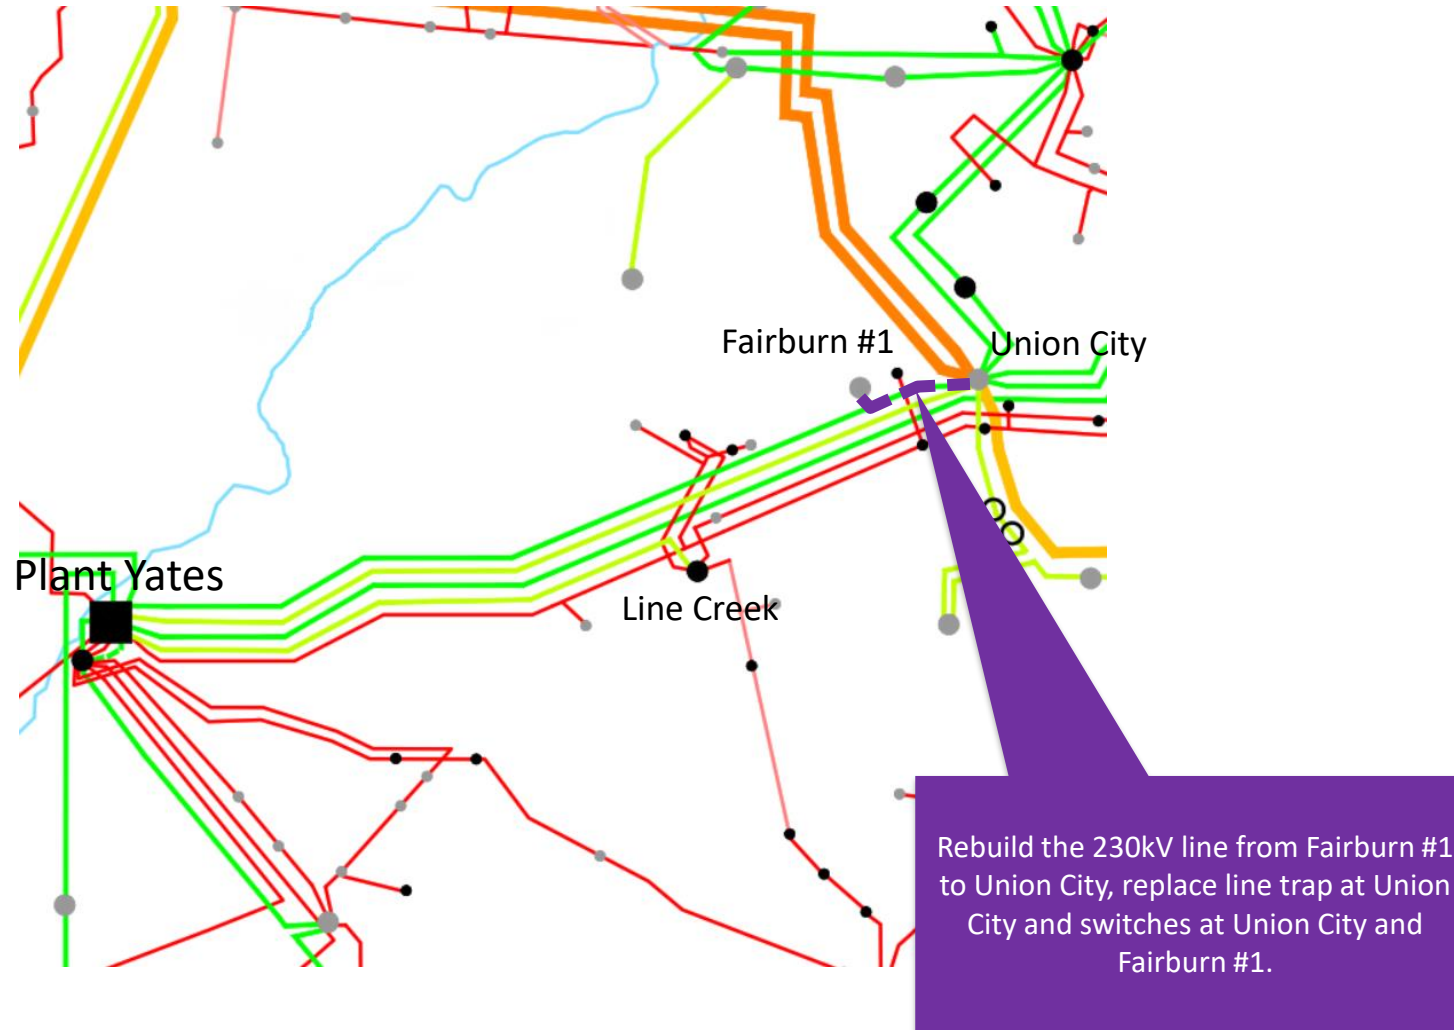 Fairburn #1
Union City
Plant Yates
Line Creek
Rebuild the 230kV line from Fairburn #1
to Union City, replace line trap at Union
City and switches at Union City and
Fairburn #1.